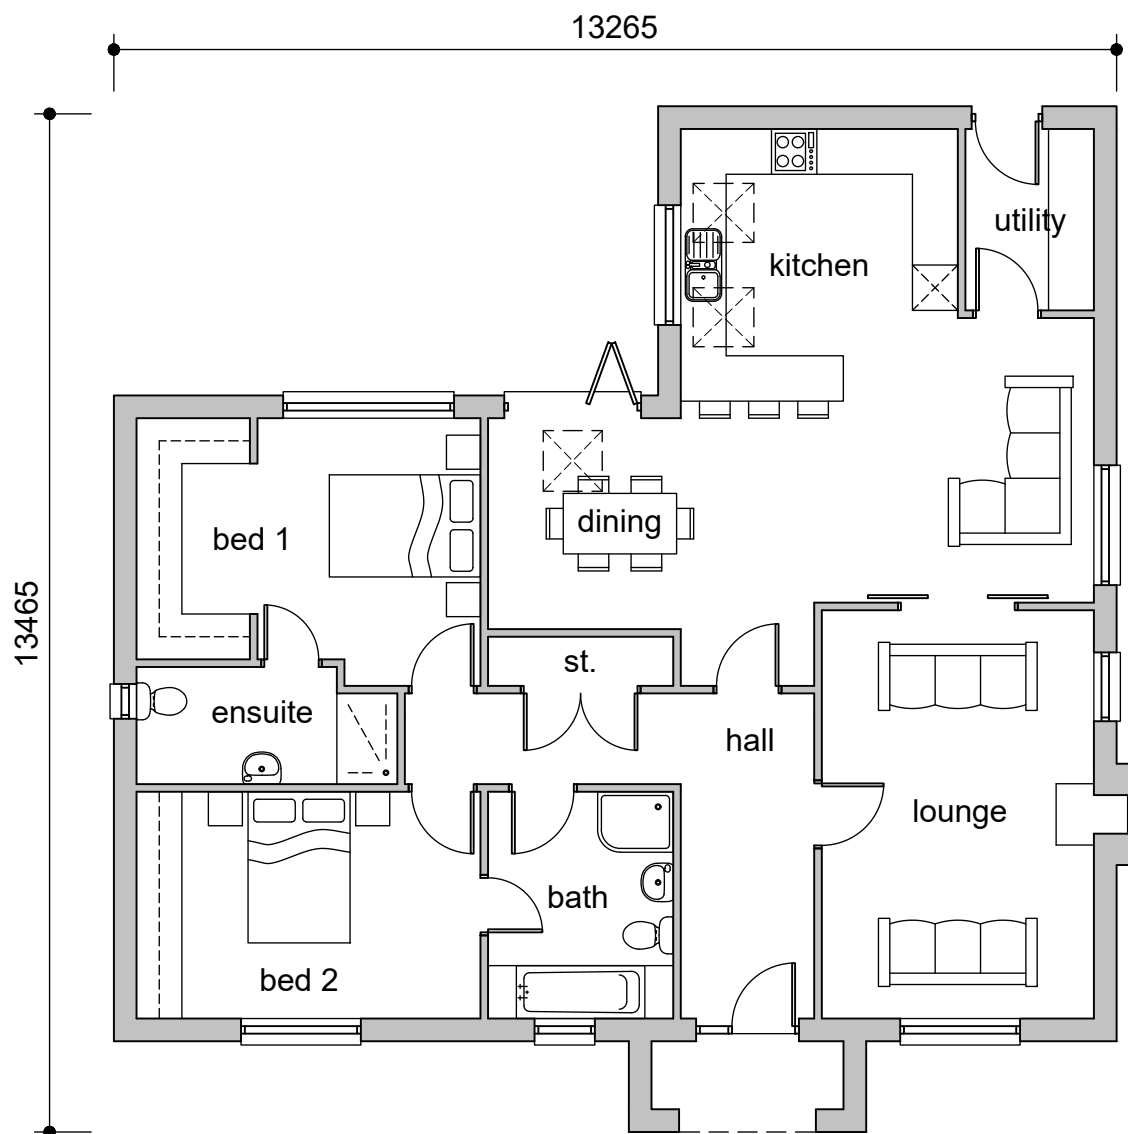 13265
utility
kitchen
dining
bed 1
13465
st.
ensuite
hall
lounge
bath
bed 2